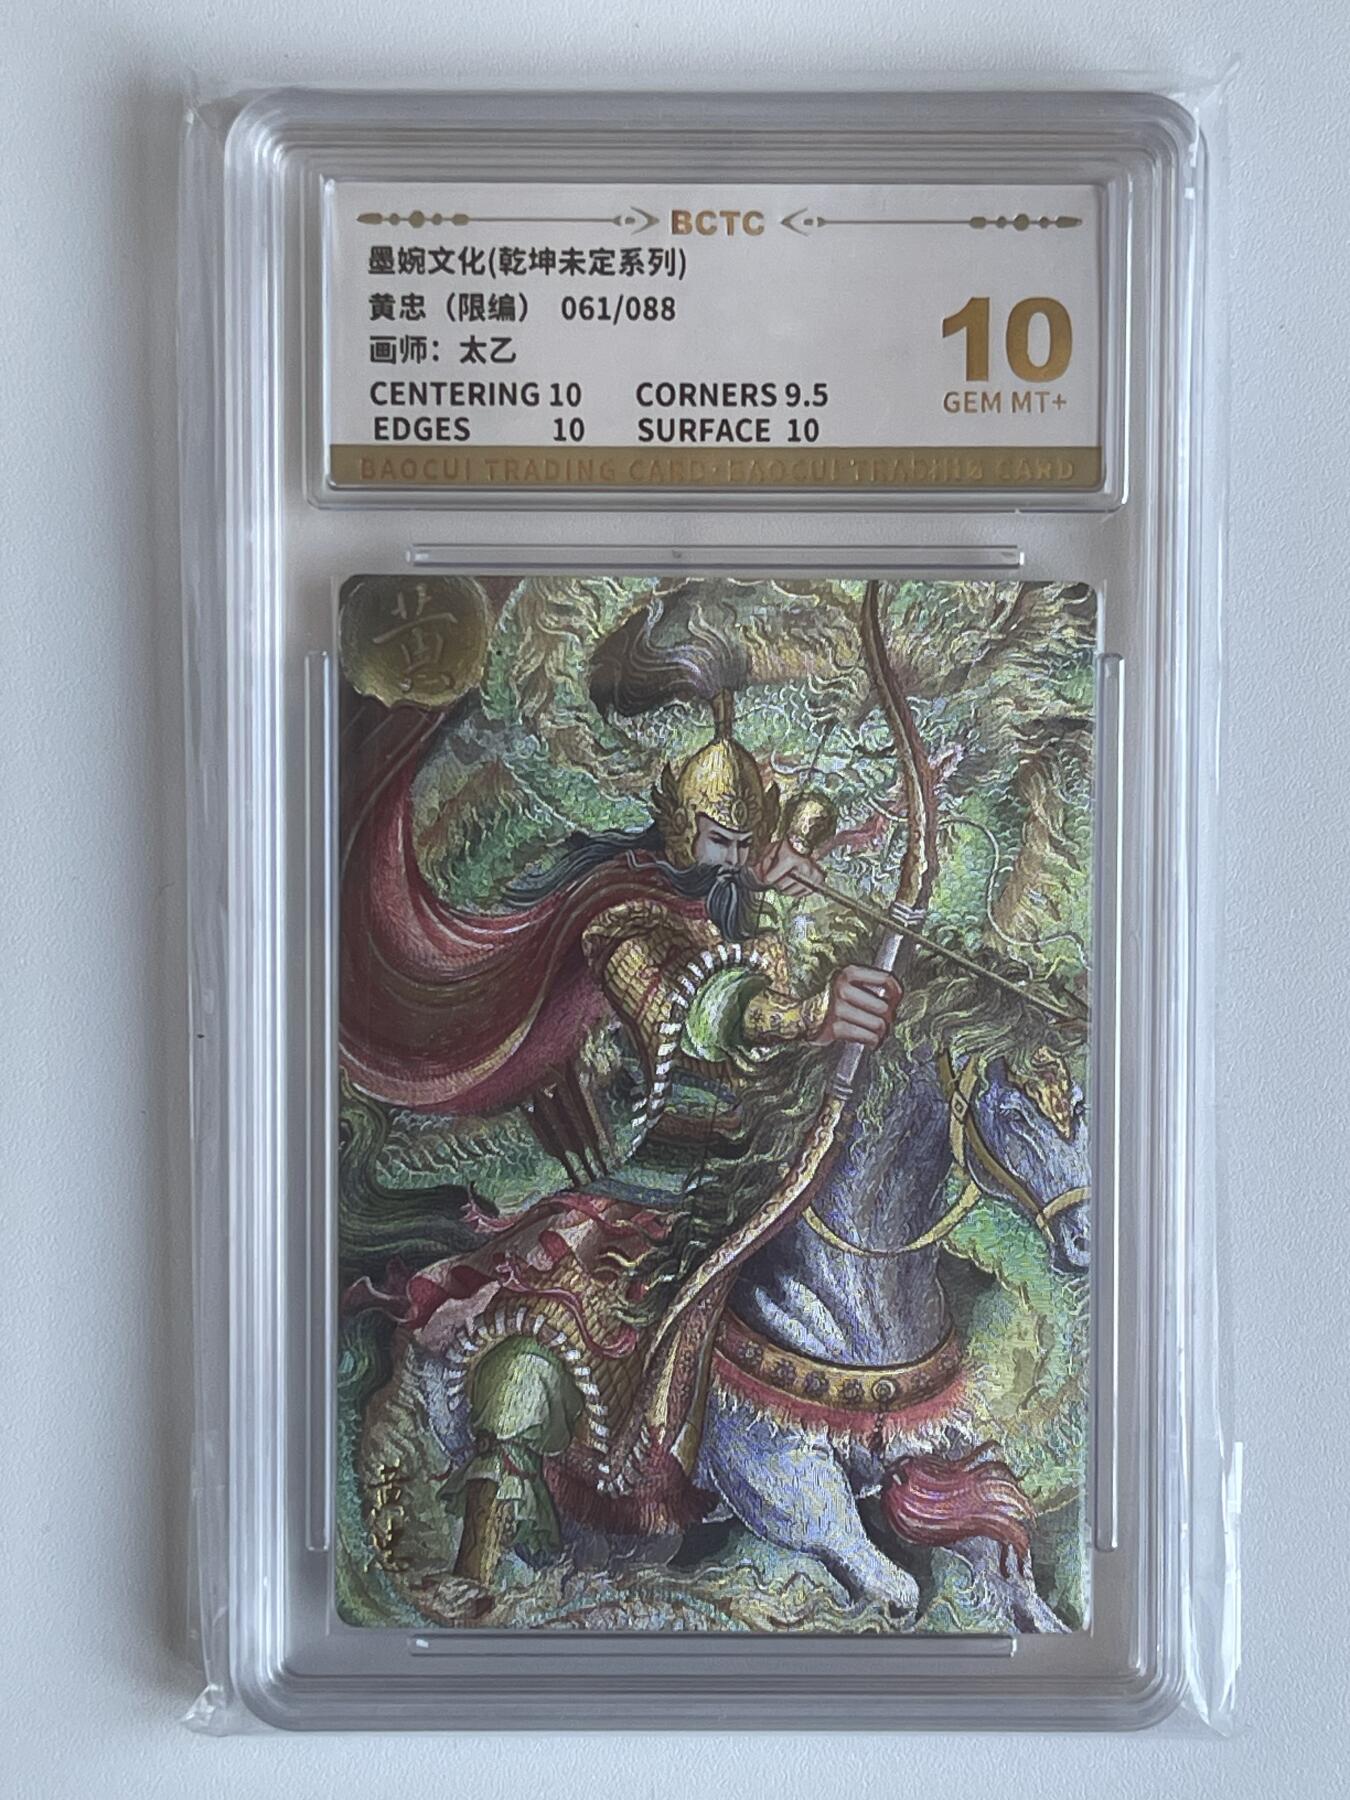 BCTC
墨婉文化(乾坤未定系列)
黄忠（限编） 061/088
画师：太乙
CENTERING 10 CORNERS 9.5
EDGES 10 SURFACE 10
10
GEM MT+
BAOCUI TRADING CARD·BAOCUI TRADING CARD
黄
黄忠